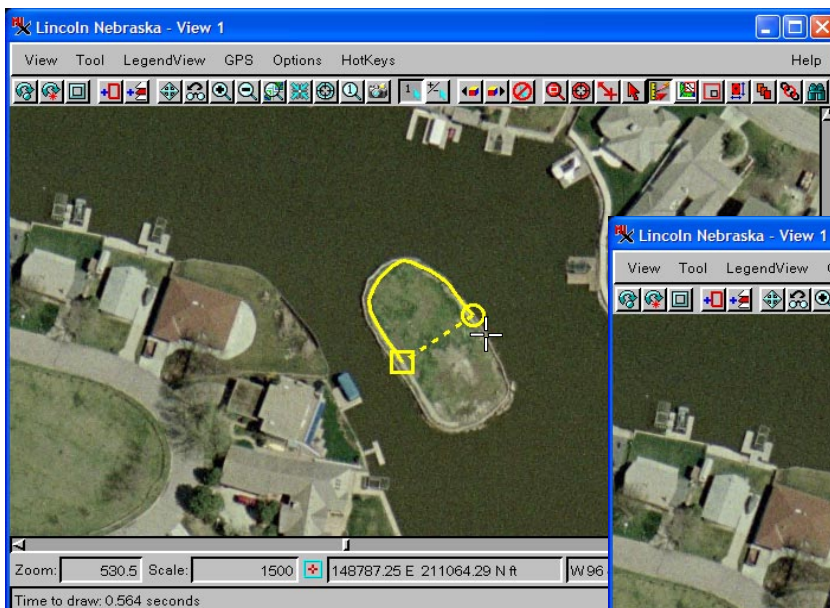 Lincoln Nebraska - View 1
View Tool LegendView GPS Options HotKeys Help
Lincoln Nebraska - View 1
View Tool LegendView
Zoom: 530.5 Scale: 1500 148787.25 E 211064.29 N ft W 96
Time to draw: 0.564 seconds